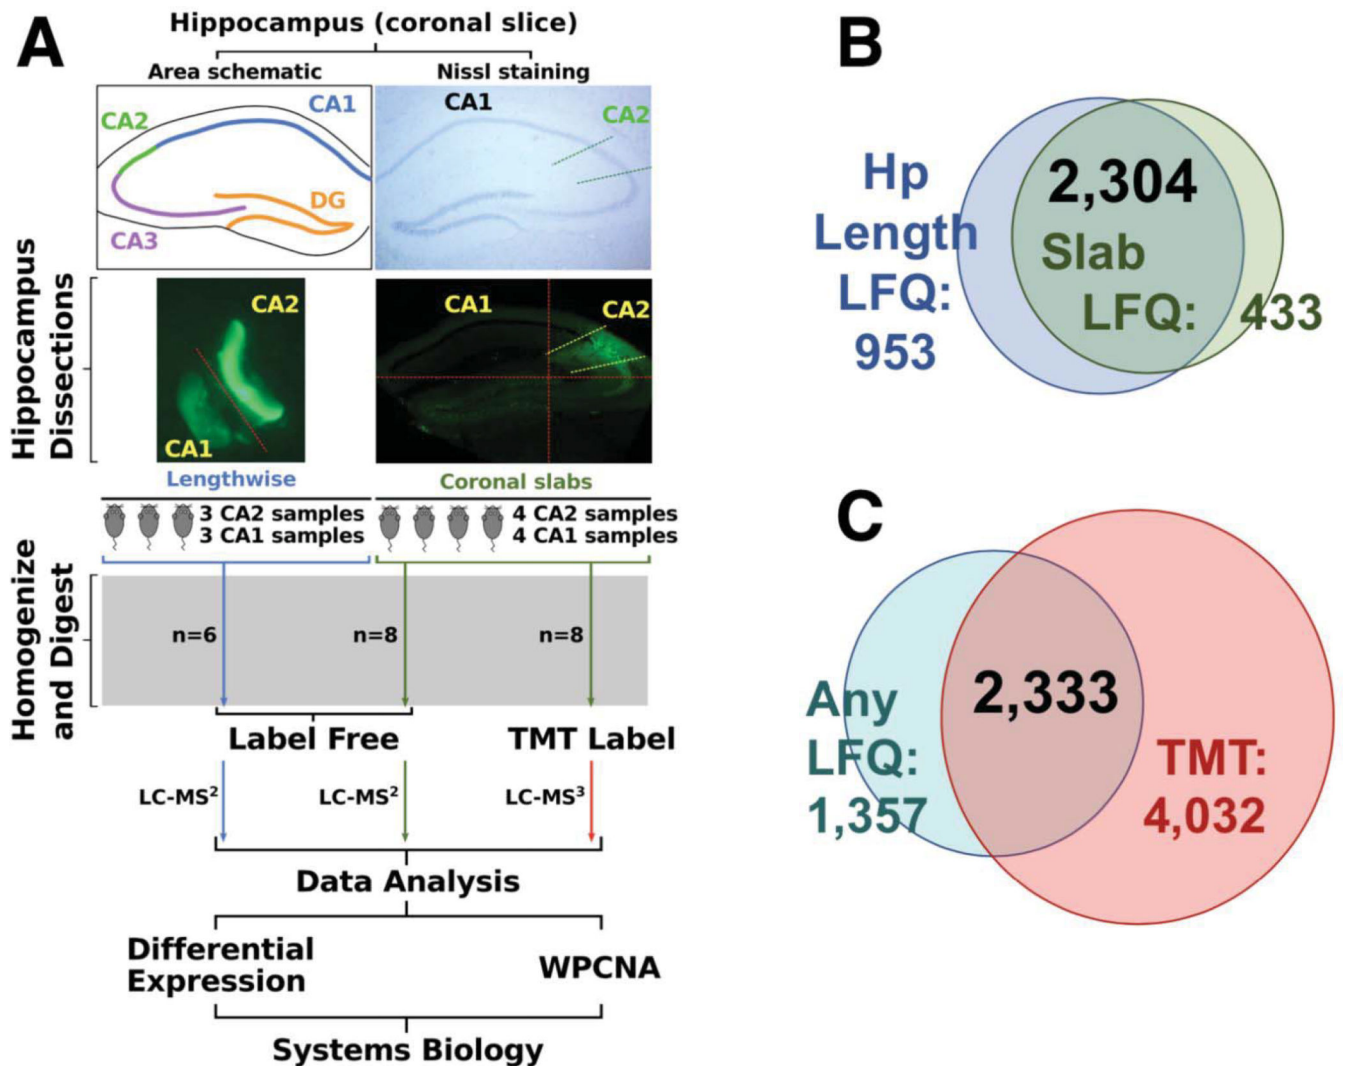 A
Hippocampus (coronal slice)
Area schematic
Nissl staining
CA1
CA2
DG
CA3
CA1
CA2
Hippocampus
Dissections
CA2
CA1
CA1
CA2
Lengthwise
Coronal slabs
3 CA2 samples
3 CA1 samples
4 CA2 samples
4 CA1 samples
Homogenize
and Digest
n=6
n=8
n=8
Label Free
TMT Label
LC-MS²
LC-MS²
LC-MS³
Data Analysis
Differential
Expression
WPCNA
Systems Biology
B
Hp
Length
LFQ:
953
2,304
Slab
LFQ: 433
C
Any
LFQ:
1,357
2,333
TMT:
4,032